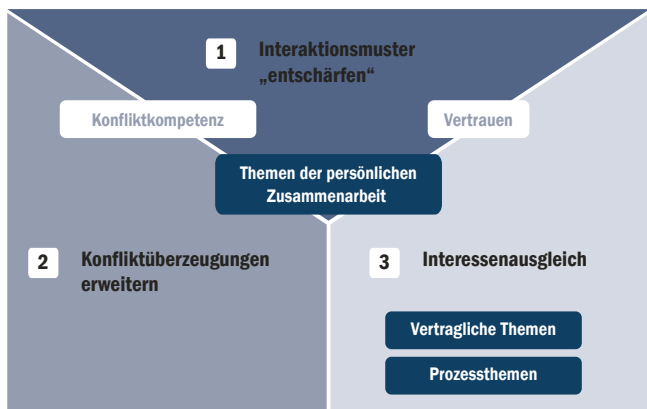 1 Interaktionsmuster
„entschärfen“
Konfliktkompetenz
Vertrauen
Themen der persönlichen
Zusammenarbeit
2 Konfliktüberzeugungen
erweitern
3 Interessenausgleich
Vertragliche Themen
Prozessthemen